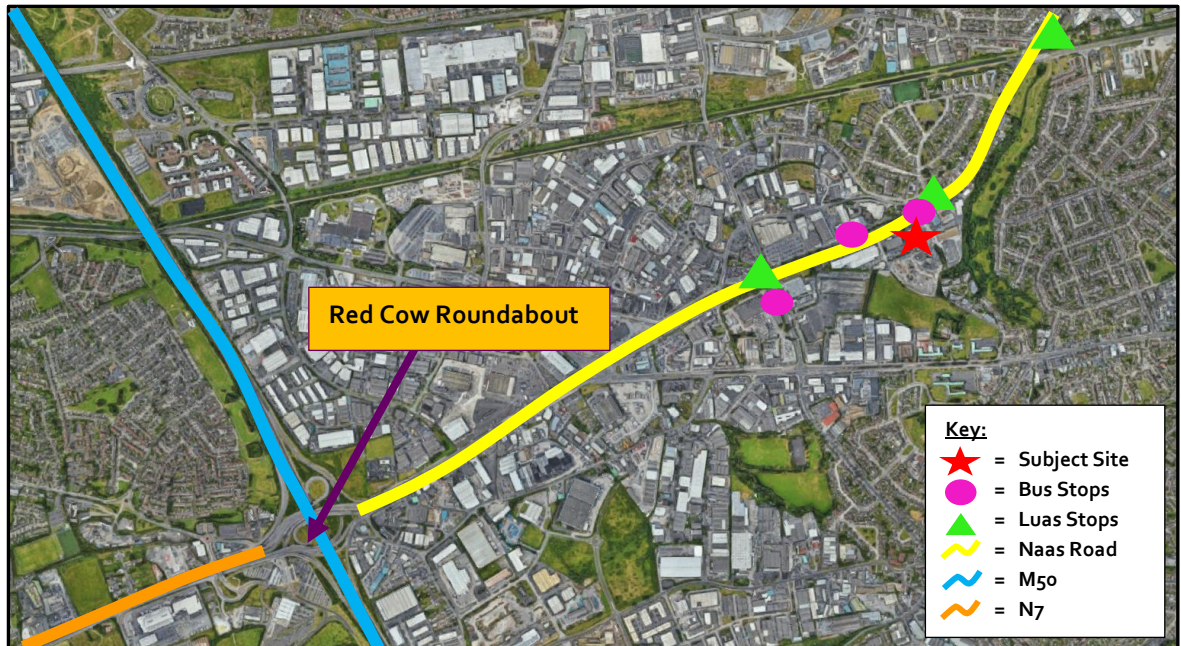 Red Cow Roundabout
Key:
= Subject Site
= Bus Stops
= Luas Stops
= Naas Road
= M50
= N7